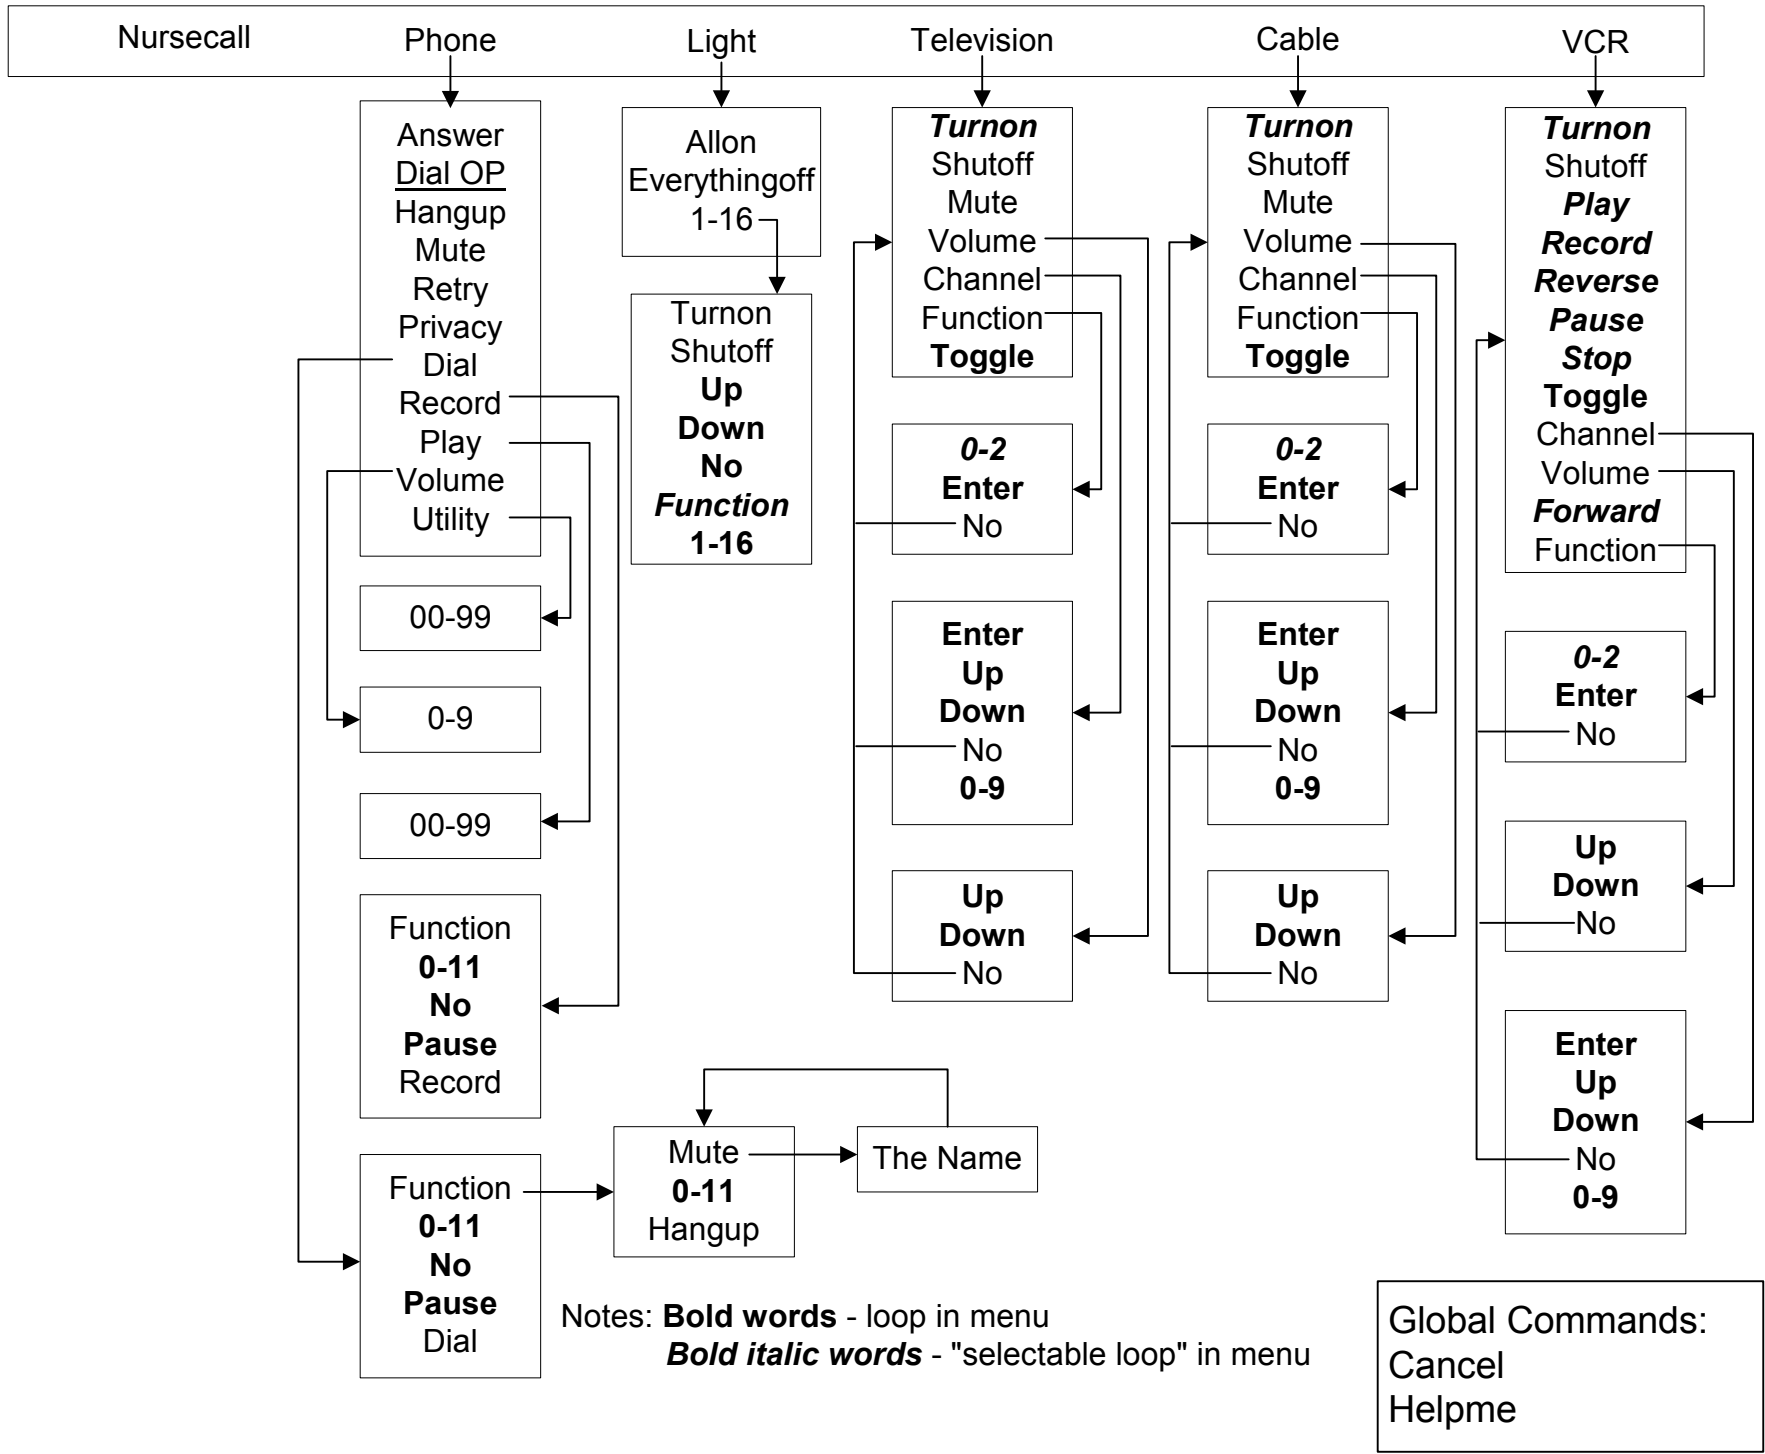 Nursecall Phone Light Television Cable VCR
Answer
Dial OP
Hangup
Mute
Retry
Privacy
Dial
Record
Play
Volume
Utility
00-99
0-9
00-99
Function
0-11
No
Pause
Record
Function
0-11
No
Pause
Dial
Mute
0-11
Hangup
The Name
Allon
Everythingoff
1-16
Turnon
Shutoff
Up
Down
No
Function
1-16
Turnon
Shutoff
Mute
Volume
Channel
Function
Toggle
0-2
Enter
No
Enter
Up
Down
No
0-9
Up
Down
No
Turnon
Shutoff
Mute
Volume
Channel
Function
Toggle
0-2
Enter
No
Enter
Up
Down
No
0-9
Up
Down
No
Turnon
Shutoff
Play
Record
Reverse
Pause
Stop
Toggle
Channel
Volume
Forward
Function
0-2
Enter
No
Up
Down
No
Enter
Up
Down
No
0-9
Notes: Bold words - loop in menu
Bold italic words - "selectable loop" in menu
Global Commands:
Cancel
Helpme